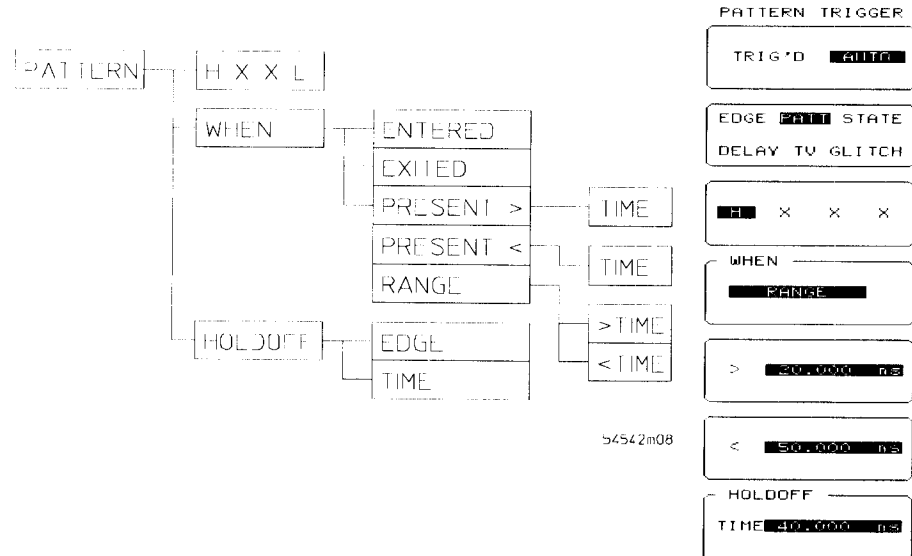 PATTERN
H X X L
WHEN
ENTERED
EXITED
PRESENT >
PRESENT <
RANGE
TIME
TIME
>TIME
<TIME
HOLDOFF
EDGE
TIME
54542m08
PATTERN TRIGGER
TRIG'D AUTO
EDGE PATT STATE
DELAY TV GLITCH
H X X X
WHEN
RANGE
> 20.000 ns
< 50.000 ns
HOLDOFF
TIME 40.000 ns